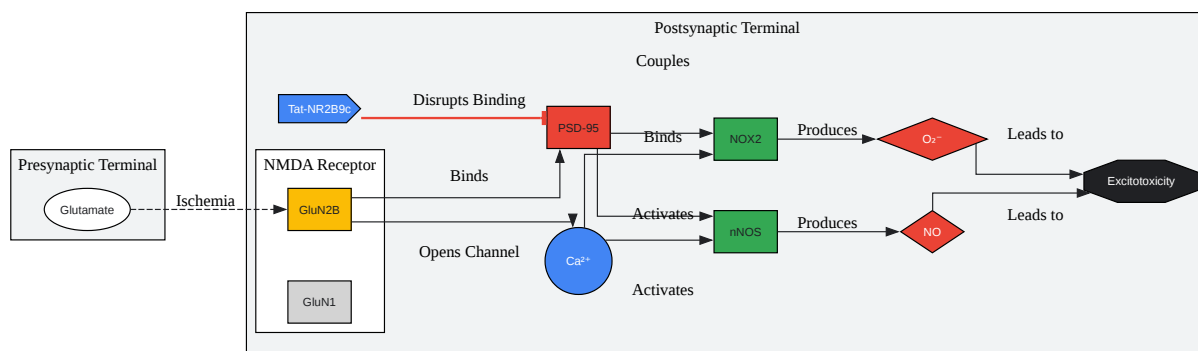 Postsynaptic Terminal
Couples
Tat-NR2B9c
Disrupts Binding
PSD-95
Binds
NOX2
Produces
O₂⁻
Leads to
Presynaptic Terminal
NMDA Receptor
Glutamate
Ischemia
GluN2B
Binds
Excitotoxicity
Opens Channel
Ca²⁺
Activates
nNOS
Produces
NO
Leads to
Activates
GluN1